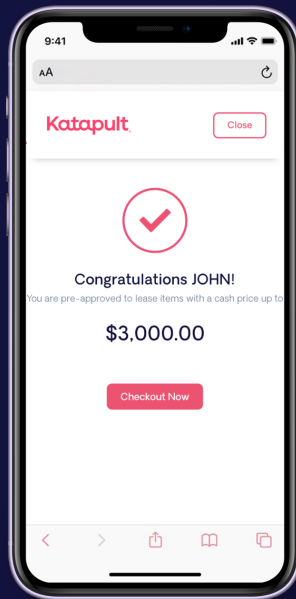 9:41
AA
Katapult
Close
Congratulations JOHN!
You are pre-approved to lease items with a cash price up to
$3,000.00
Checkout Now